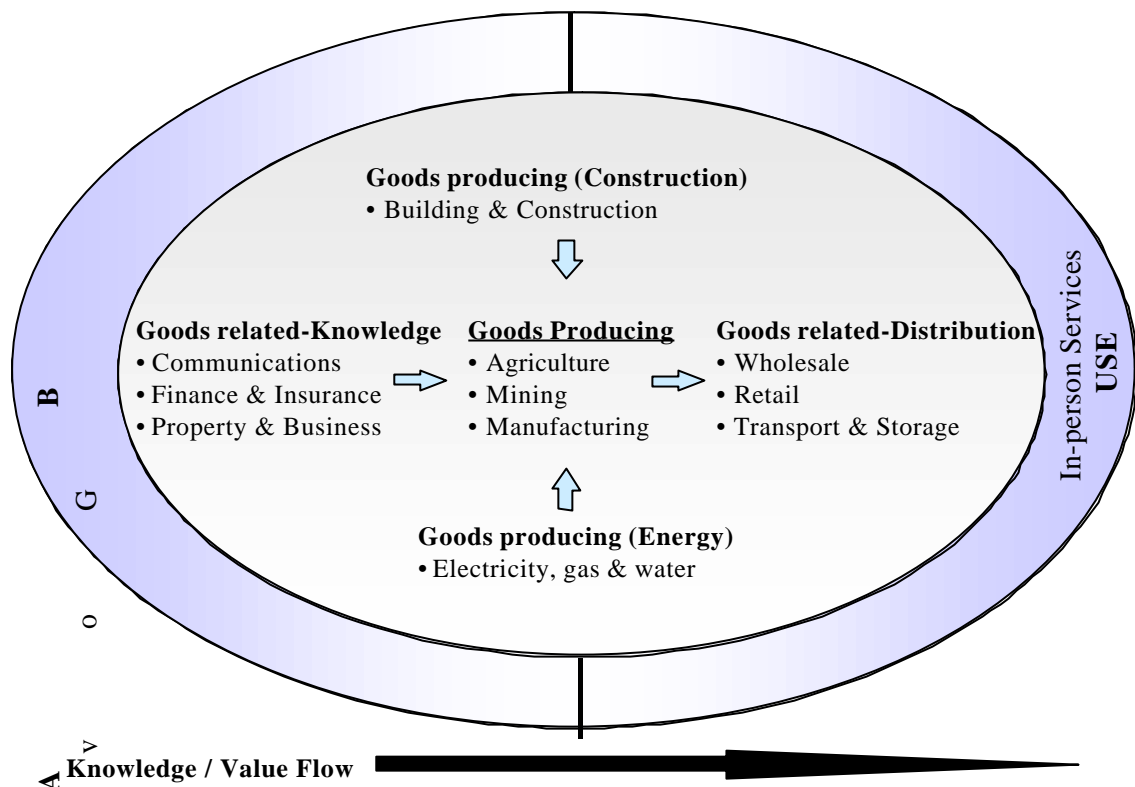 Goods producing (Construction)
• Building & Construction
Goods related-Knowledge
• Communications
• Finance & Insurance
• Property & Business
Goods Producing
• Agriculture
• Mining
• Manufacturing
Goods related-Distribution
• Wholesale
• Retail
• Transport & Storage
In-person Services
USE
Goods producing (Energy)
• Electricity, gas & water
B
G
o
v
A
Knowledge / Value Flow